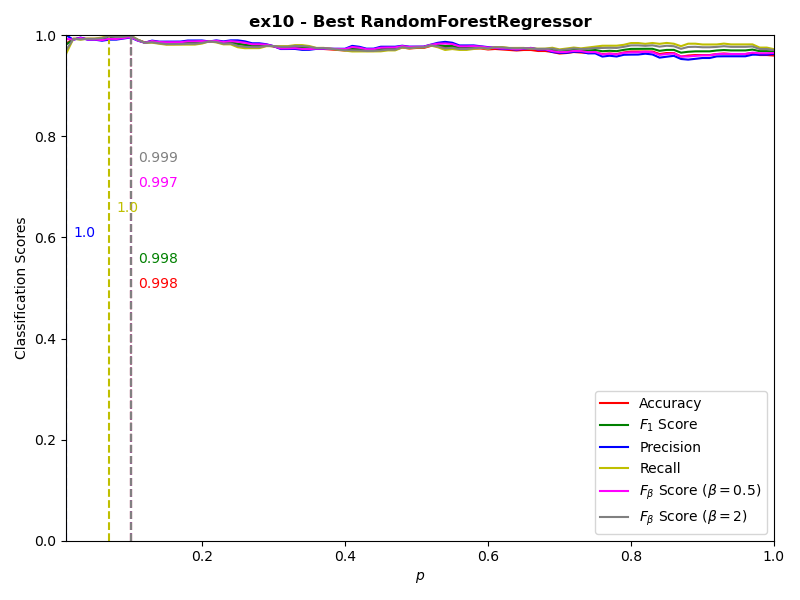 ex10 - Best RandomForestRegressor
1.0
0.8
0.6
0.4
0.2
0.0
Classification Scores
0.999
0.997
1.0
1.0
0.998
0.998
Accuracy
F₁ Score
Precision
Recall
Fᵦ Score (β = 0.5)
Fᵦ Score (β = 2)
0.2
0.4
0.6
0.8
1.0
p